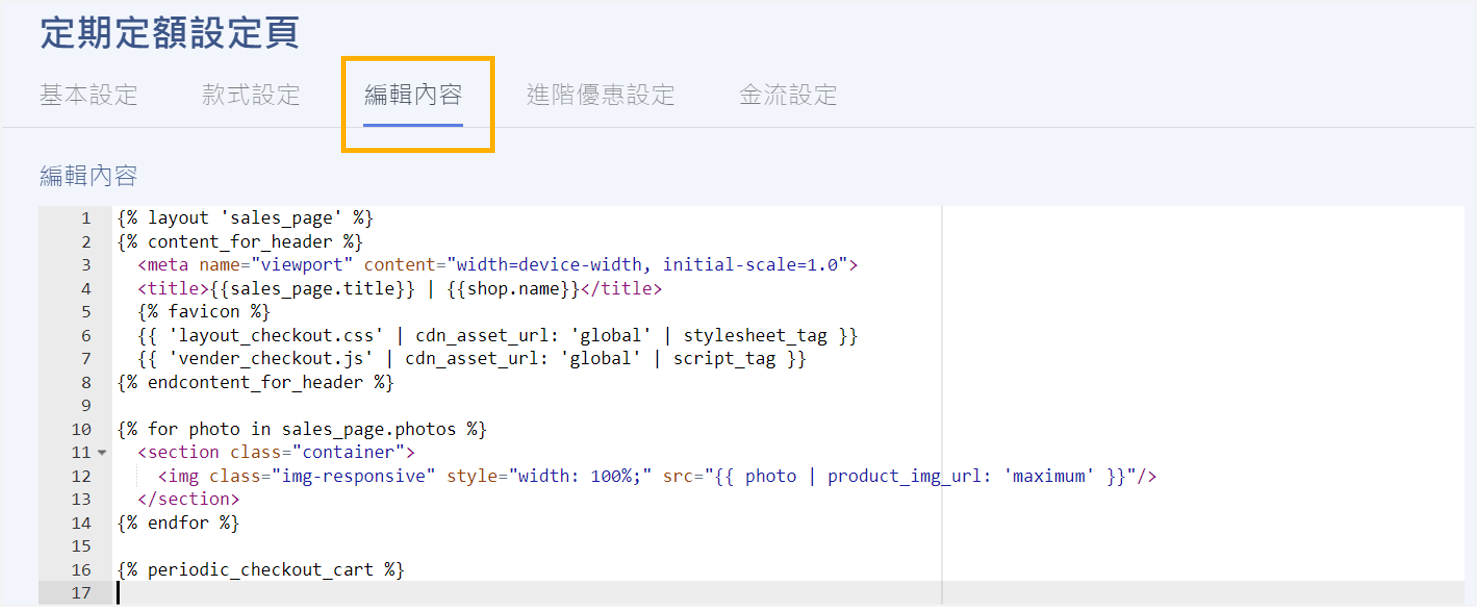 定期定額設定頁
基本設定 款式設定 編輯內容 進階優惠設定 金流設定
編輯內容
1 {% layout 'sales_page' %}
2 {% content_for_header %}
3 <meta name="viewport" content="width=device-width, initial-scale=1.0">
4 <title>{{sales_page.title}} | {{shop.name}}</title>
5 {% favicon %}
6 {{ 'layout_checkout.css' | cdn_asset_url: 'global' | stylesheet_tag }}
7 {{ 'vender_checkout.js' | cdn_asset_url: 'global' | script_tag }}
8 {% endcontent_for_header %}
9
10 {% for photo in sales_page.photos %}
11 <section class="container">
12 <img class="img-responsive" style="width: 100%;" src="{{ photo | product_img_url: 'maximum' }}"/>
13 </section>
14 {% endfor %}
15
16 {% periodic_checkout_cart %}
17